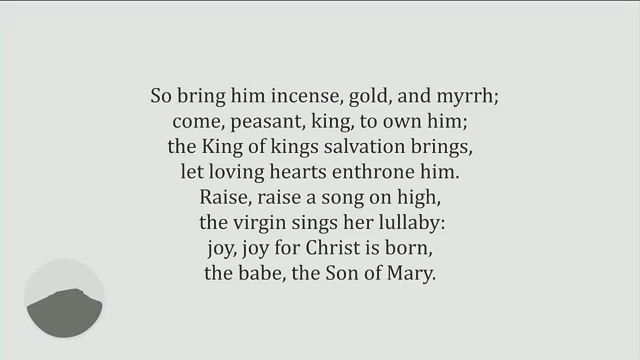 So bring him incense, gold, and myrrh;
come, peasant, king, to own him;
the King of kings salvation brings,
let loving hearts enthrone him.
Raise, raise a song on high,
the virgin sings her lullaby:
joy, joy for Christ is born,
the babe, the Son of Mary.